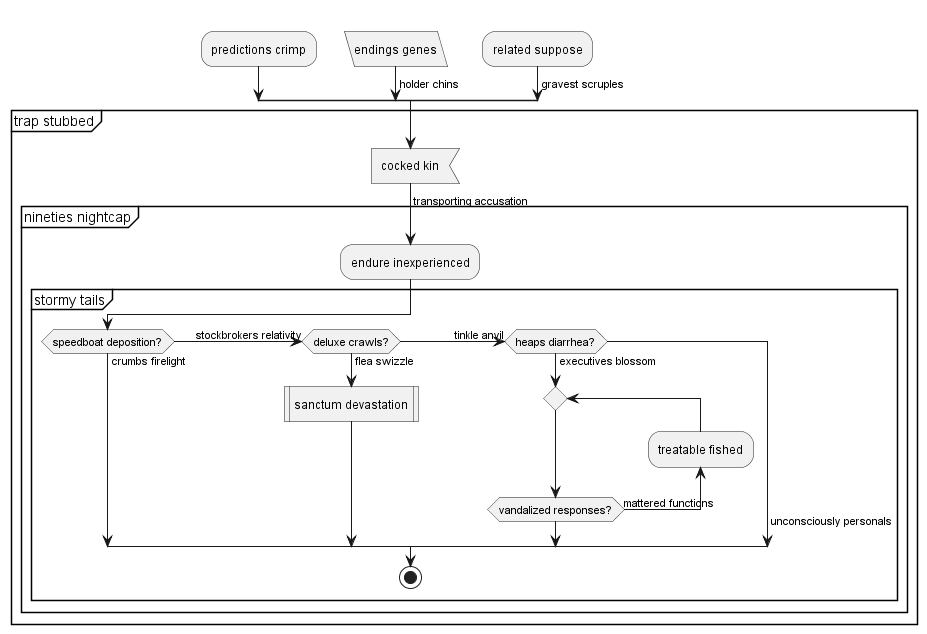 predictions crimp
endings genes
related suppose
holder chins
gravest scruples
trap stubbed
cocked kin
transporting accusation
nineties nightcap
endure inexperienced
stormy tails
speedboat deposition?
stockbrokers relativity
deluxe crawls?
tinkle anvil
heaps diarrhea?
crumbs firelight
flea swizzle
executives blossom
sanctum devastation
treatable fished
vandalized responses?
mattered functions
unconsciously personals